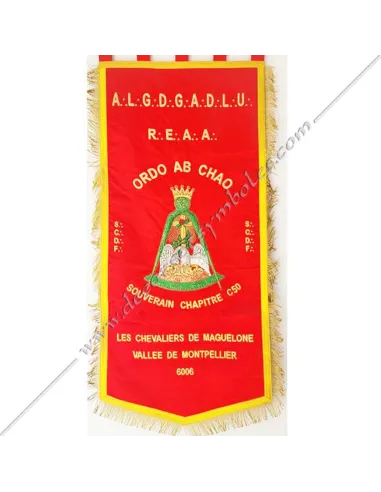 A∴L∴G∴D∴G∴A∴D∴L∴U∴
R∴E∴A∴A∴
ORDO AB CHAO
S∴ S∴
C∴ C∴
D∴ D∴
F∴ F∴
SOUVERAIN CHAPITRE C50
LES CHEVALIERS DE MAGUELONE
VALLEE DE MONTPELLIER
6006